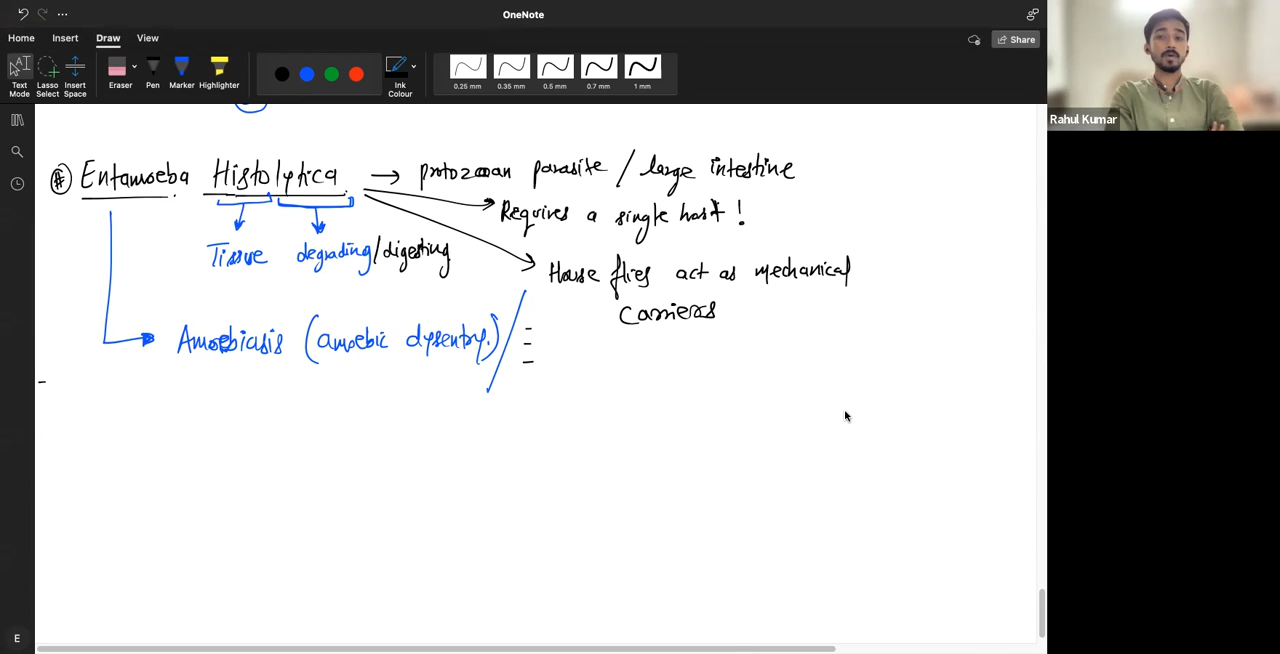 OneNote
Home Insert Draw View
Share
Text Mode
Lasso Select
Insert Space
Eraser
Pen
Marker
Highlighter
Ink Colour
0.25 mm 0.35 mm 0.5 mm 0.7 mm 1 mm
Rahul Kumar
Entamoeba Histolytica → protozoan parasite / large intestine
Requires a single host !
Tissue degrading/digesting
House flies act as mechanical
carriers
Amoebiasis (amoebic dysentry.)
E